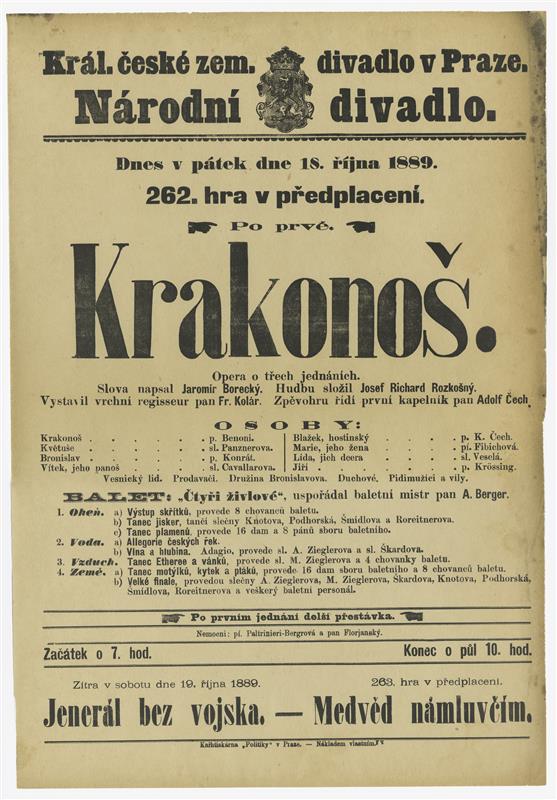 Král. české zem. divadlo v Praze.
Národní divadlo.
Dnes v pátek dne 18. října 1889.
262. hra v předplacení.
Po prvé.
Krakonoš.
Opera o třech jednáních.
Slova napsal Jaromír Borecký. Hudbu složil Josef Richard Rozkošný.
Vystavil vrchní regisseur pan Fr. Kolár. Zpěvohru řídí první kapelník pan Adolf Čech.
OSOBY:
Krakonoš . . . . . . p. Benoni.
Květuše . . . . . . sl. Panznerova.
Bronislav . . . . . . p. Konrát.
Vítek, jeho panoš . . . . sl. Cavallarova.
Blažek, hostinský . . . . p. K. Čech.
Marie, jeho žena . . . . pí. Fibichová.
Lida, jich dcera . . . . sl. Veselá.
Jiří . . . . . . p. Krössing.
Vesnický lid. Prodavači. Družina Bronislavova. Duchové. Pidimužíci a víly.
BALET: „Čtyři živlové“, uspořádal baletní mistr pan A. Berger.
1. Oheň. a) Výstup skřítků, provede 8 chovanců baletu.
b) Tanec jisker, tančí slečny Knotova, Podhorská, Šmídlova a Roreitnerova.
c) Tanec plamenů, provede 16 dam a 8 pánů sboru baletního.
2. Voda. a) Allegorie českých řek.
b) Vlna a hlubina. Adagio, provede sl. A. Zieglerova a sl. Škardova.
3. Vzduch. Tanec Etheree a vánků, provede sl. M. Zieglerova a 4 chovanky baletu.
4. Země. a) Tanec motýlků, kytek a ptáků, provede 16 dam sboru baletního a 8 chovanců baletu.
b) Velké finale, provedou slečny A. Zieglerova, M. Zieglerova, Škardova, Knotova, Podhorská,
Šmídlova, Roreitnerova a veškerý baletní personál.
Po prvním jednání delší přestávka.
Nemocni: pí. Paltrinieri-Bergrová a pan Florjanský.
Začátek o 7. hod. Konec o půl 10. hod.
Zítra v sobotu dne 19. října 1889. 263. hra v předplacení.
Jenerál bez vojska. — Medvěd námluvčím.
Knihtiskárna „Politiky“ v Praze. — Nákladem vlastním.